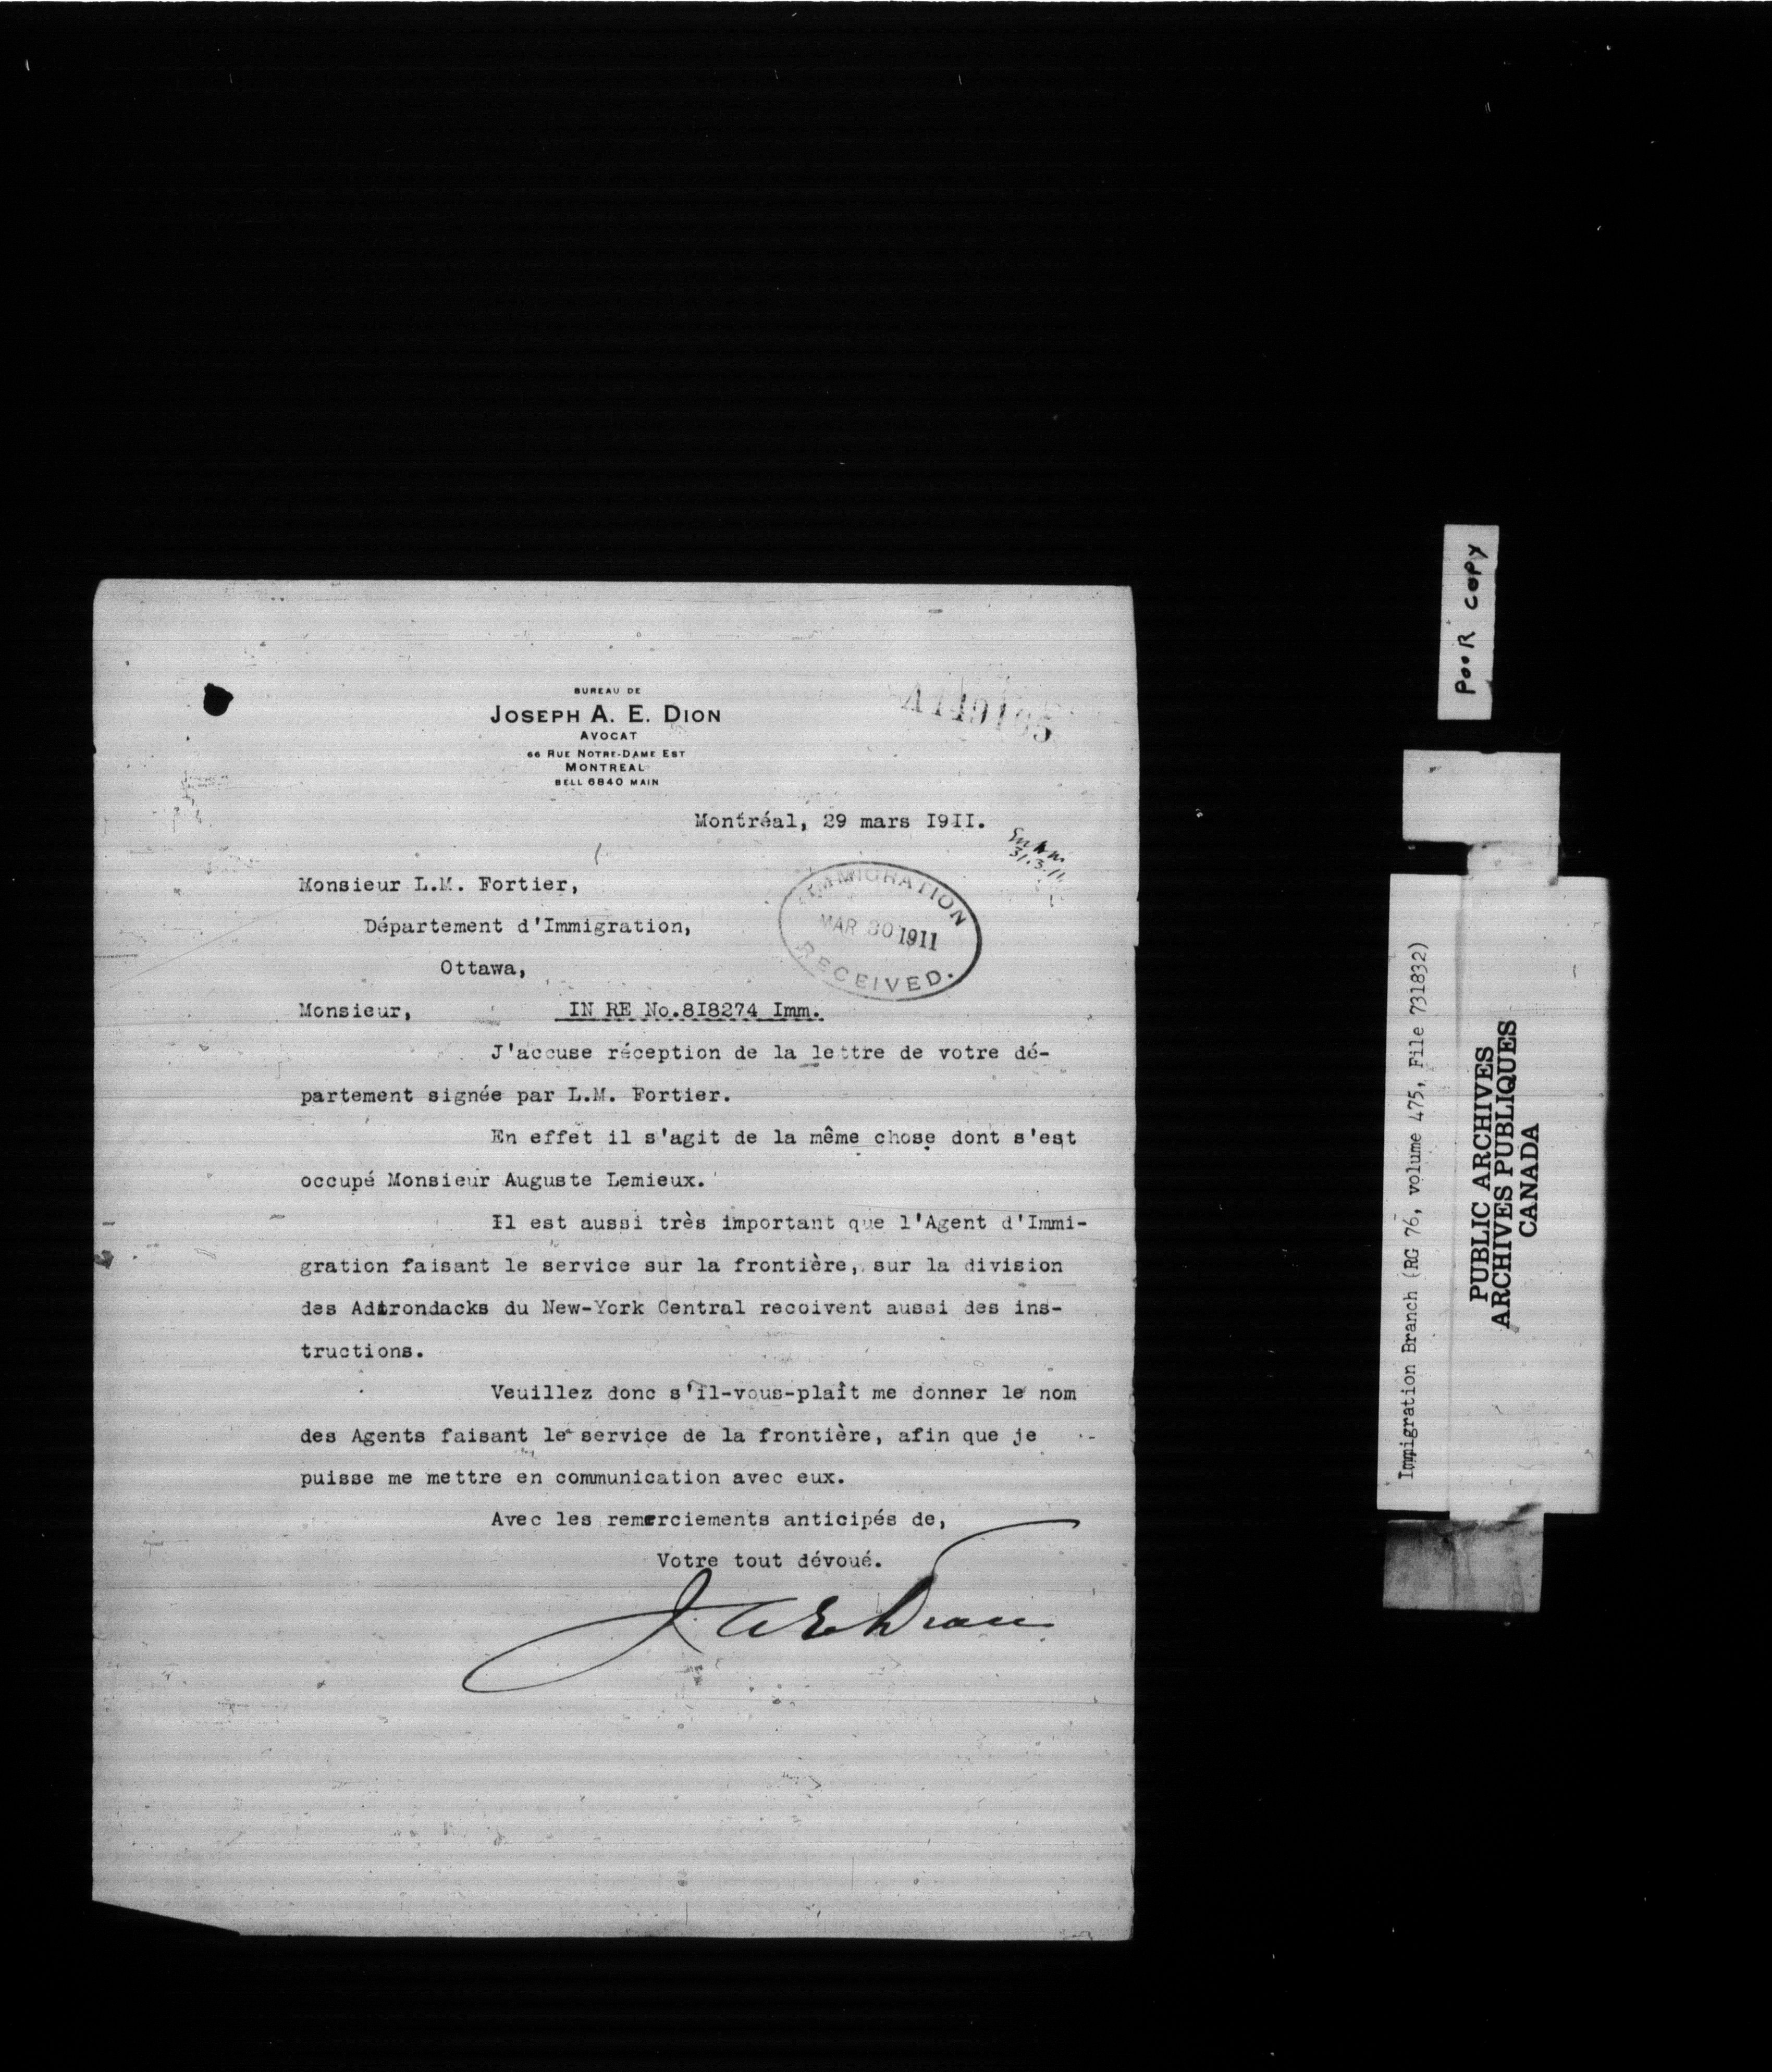 BUREAU DE
JOSEPH A. E. DION
AVOCAT
66 RUE NOTRE-DAME EST
MONTREAL
BELL 6840 MAIN
Montréal, 29 mars I9II.
31.3.11
Monsieur L.M. Fortier,
Département d'Immigration,
Ottawa,
IMMIGRATION
MAR 30 1911
RECEIVED.
Monsieur, IN RE No.8I8274 Imm.
J'accuse réception de la lettre de votre dé-
partement signée par L.M. Fortier.
En effet il s'agit de la même chose dont s'est
occupé Monsieur Auguste Lemieux.
Il est aussi très important que l'Agent d'Immi-
gration faisant le service sur la frontière, sur la division
des Adirondacks du New-York Central recoivent aussi des ins-
tructions.
Veuillez donc s'il-vous-plaît me donner le nom
des Agents faisant le service de la frontière, afin que je
puisse me mettre en communication avec eux.
Avec les remerciements anticipés de,
Votre tout dévoué.
J A E Dion
POOR COPY
Immigration Branch (RG 76, volume 475, File 731832)
PUBLIC ARCHIVES
ARCHIVES PUBLIQUES
CANADA